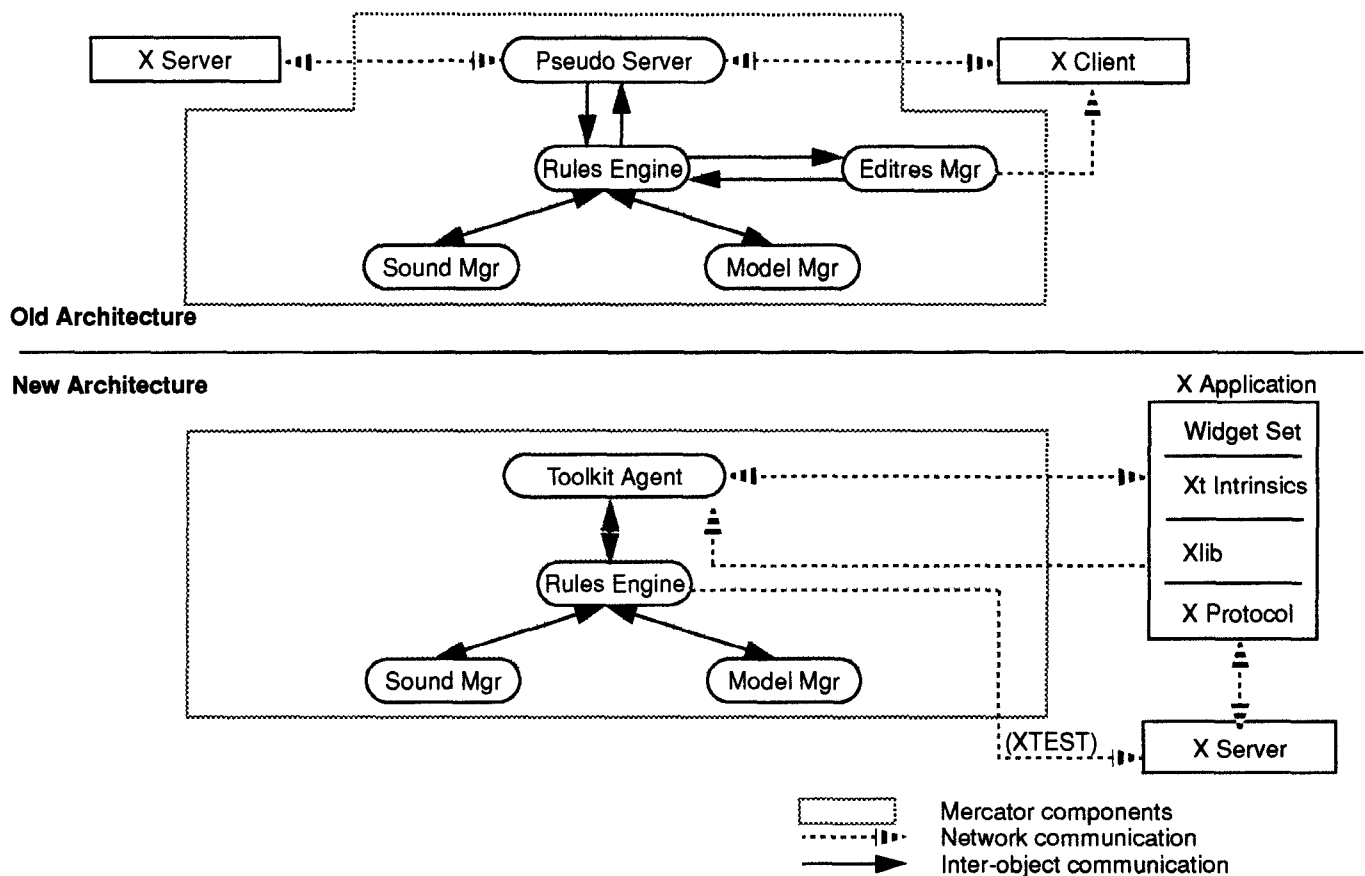 X Server
Pseudo Server
X Client
Rules Engine
Editres Mgr
Sound Mgr
Model Mgr
Old Architecture
New Architecture
X Application
Widget Set
Toolkit Agent
Xt Intrinsics
Xlib
Rules Engine
X Protocol
Sound Mgr
Model Mgr
(XTEST)
X Server
Mercator components
Network communication
Inter-object communication